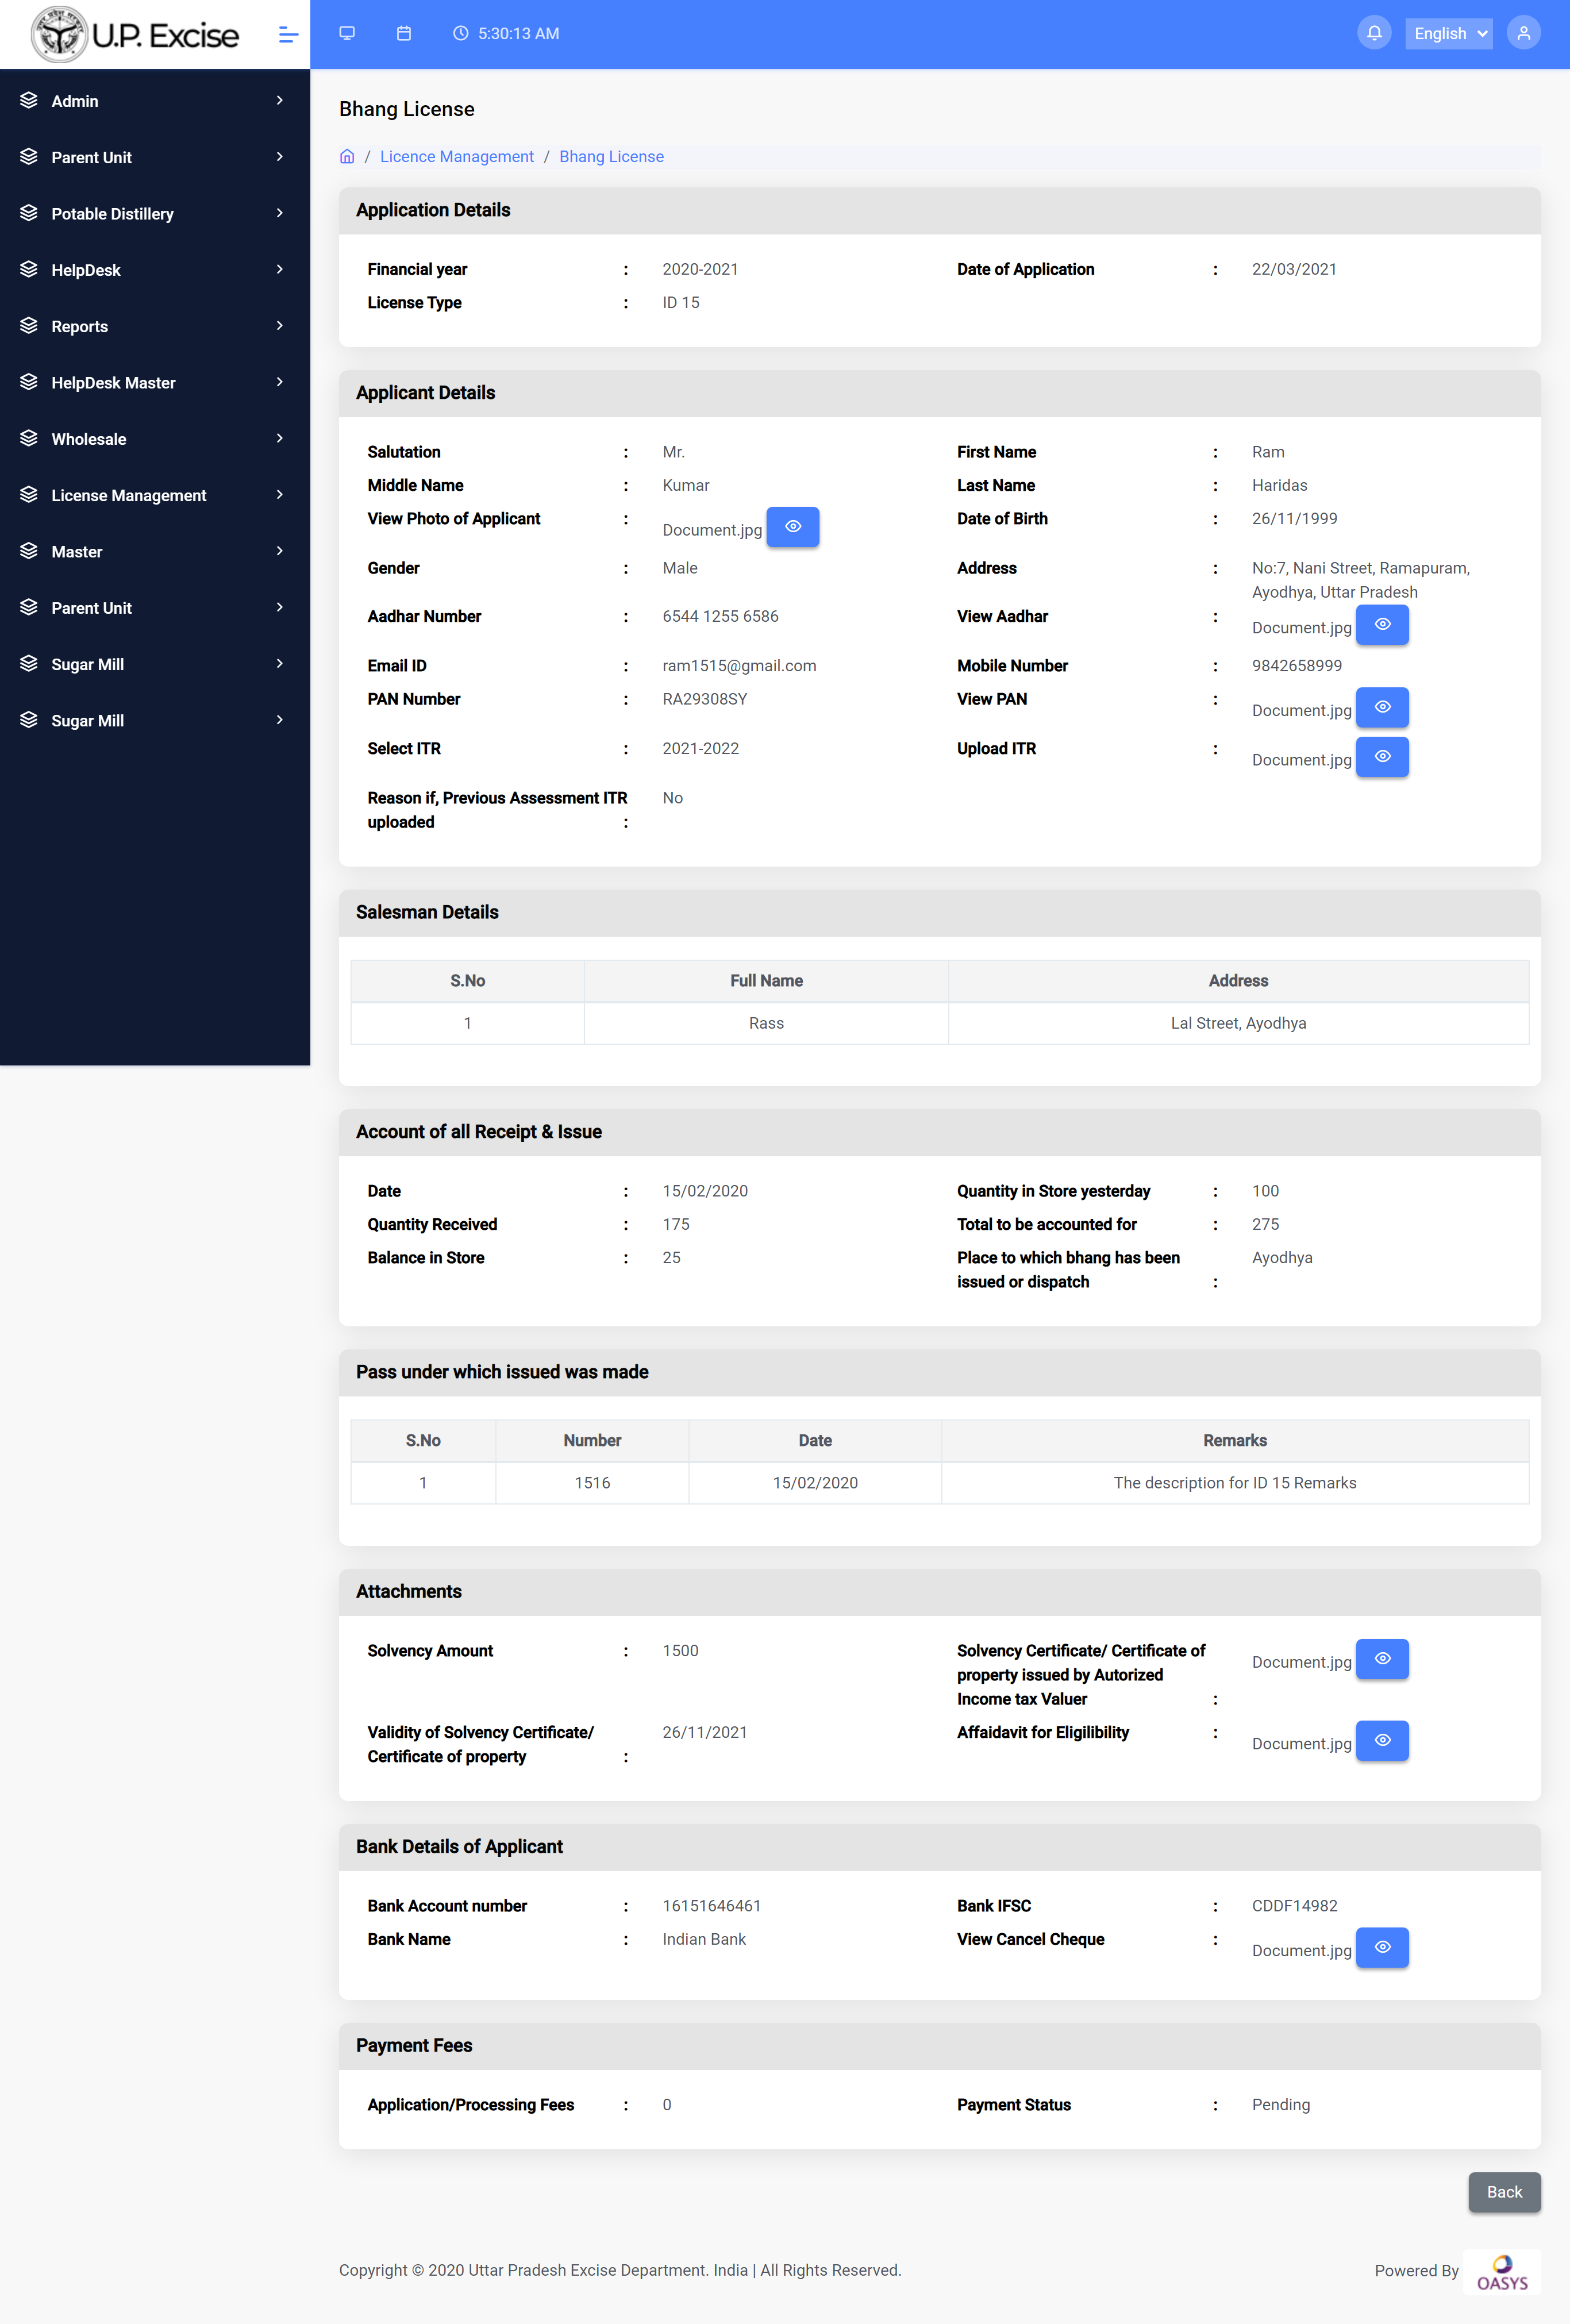 U.P. Excise
5:30:13 AM
English
Admin
Parent Unit
Potable Distillery
HelpDesk
Reports
HelpDesk Master
Wholesale
License Management
Master
Parent Unit
Sugar Mill
Sugar Mill
Bhang License
/ Licence Management / Bhang License
Application Details
Financial year : 2020-2021 Date of Application : 22/03/2021
License Type : ID 15
Applicant Details
Salutation : Mr. First Name : Ram
Middle Name : Kumar Last Name : Haridas
View Photo of Applicant : Document.jpg Date of Birth : 26/11/1999
Gender : Male Address : No:7, Nani Street, Ramapuram,
Ayodhya, Uttar Pradesh
Aadhar Number : 6544 1255 6586 View Aadhar : Document.jpg
Email ID : ram1515@gmail.com Mobile Number : 9842658999
PAN Number : RA29308SY View PAN : Document.jpg
Select ITR : 2021-2022 Upload ITR : Document.jpg
Reason if, Previous Assessment ITR No
uploaded :
Salesman Details
S.No Full Name Address
1 Rass Lal Street, Ayodhya
Account of all Receipt & Issue
Date : 15/02/2020 Quantity in Store yesterday : 100
Quantity Received : 175 Total to be accounted for : 275
Balance in Store : 25 Place to which bhang has been Ayodhya
issued or dispatch :
Pass under which issued was made
S.No Number Date Remarks
1 1516 15/02/2020 The description for ID 15 Remarks
Attachments
Solvency Amount : 1500 Solvency Certificate/ Certificate of Document.jpg
property issued by Autorized
Income tax Valuer :
Validity of Solvency Certificate/ 26/11/2021 Affaidavit for Eligilibility : Document.jpg
Certificate of property :
Bank Details of Applicant
Bank Account number : 16151646461 Bank IFSC : CDDF14982
Bank Name : Indian Bank View Cancel Cheque : Document.jpg
Payment Fees
Application/Processing Fees : 0 Payment Status : Pending
Back
Copyright © 2020 Uttar Pradesh Excise Department. India | All Rights Reserved. Powered By OASYS